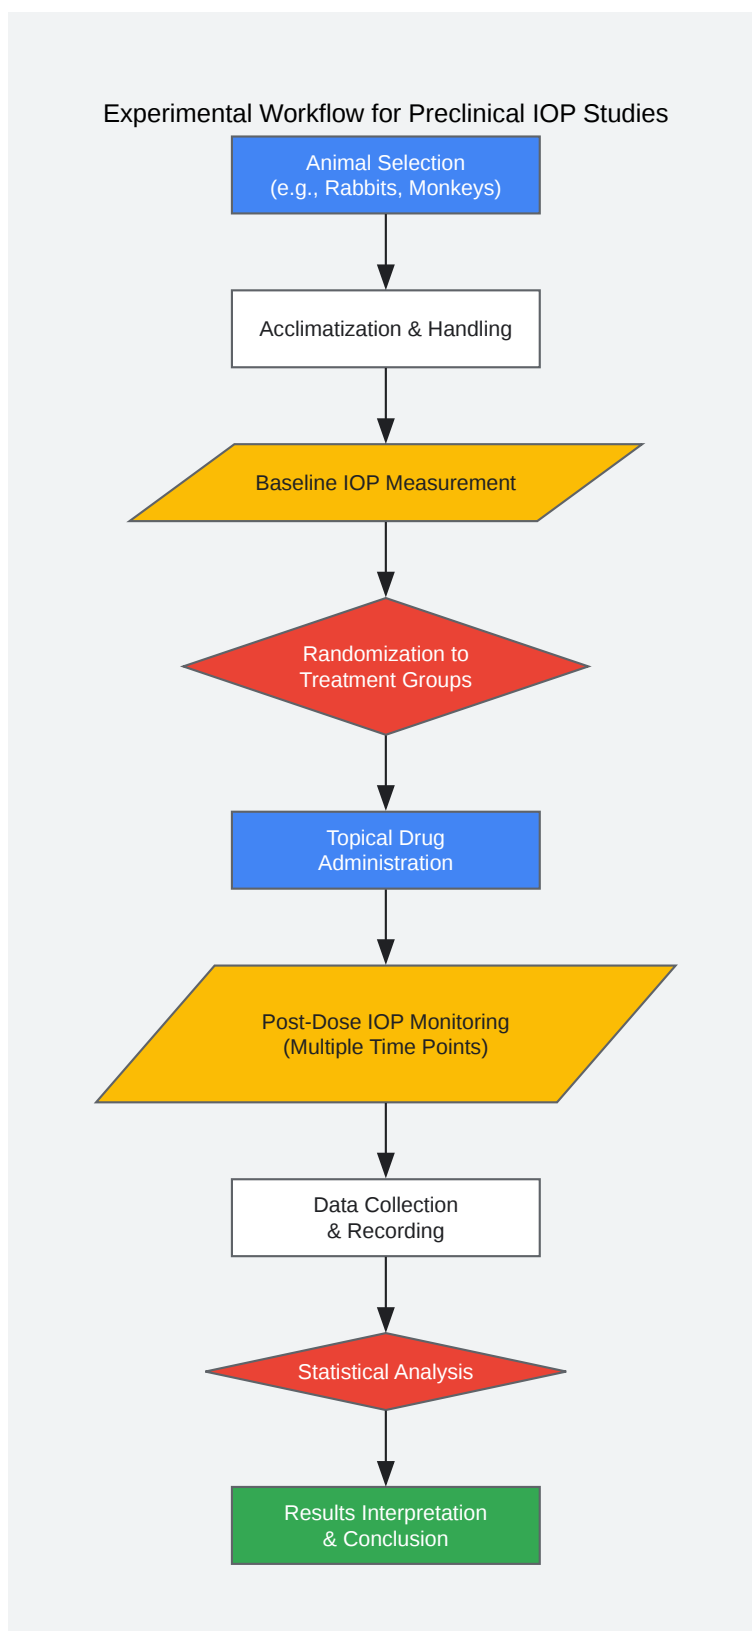 Experimental Workflow for Preclinical IOP Studies
Animal Selection
(e.g., Rabbits, Monkeys)
Acclimatization & Handling
Baseline IOP Measurement
Randomization to
Treatment Groups
Topical Drug
Administration
Post-Dose IOP Monitoring
(Multiple Time Points)
Data Collection
& Recording
Statistical Analysis
Results Interpretation
& Conclusion